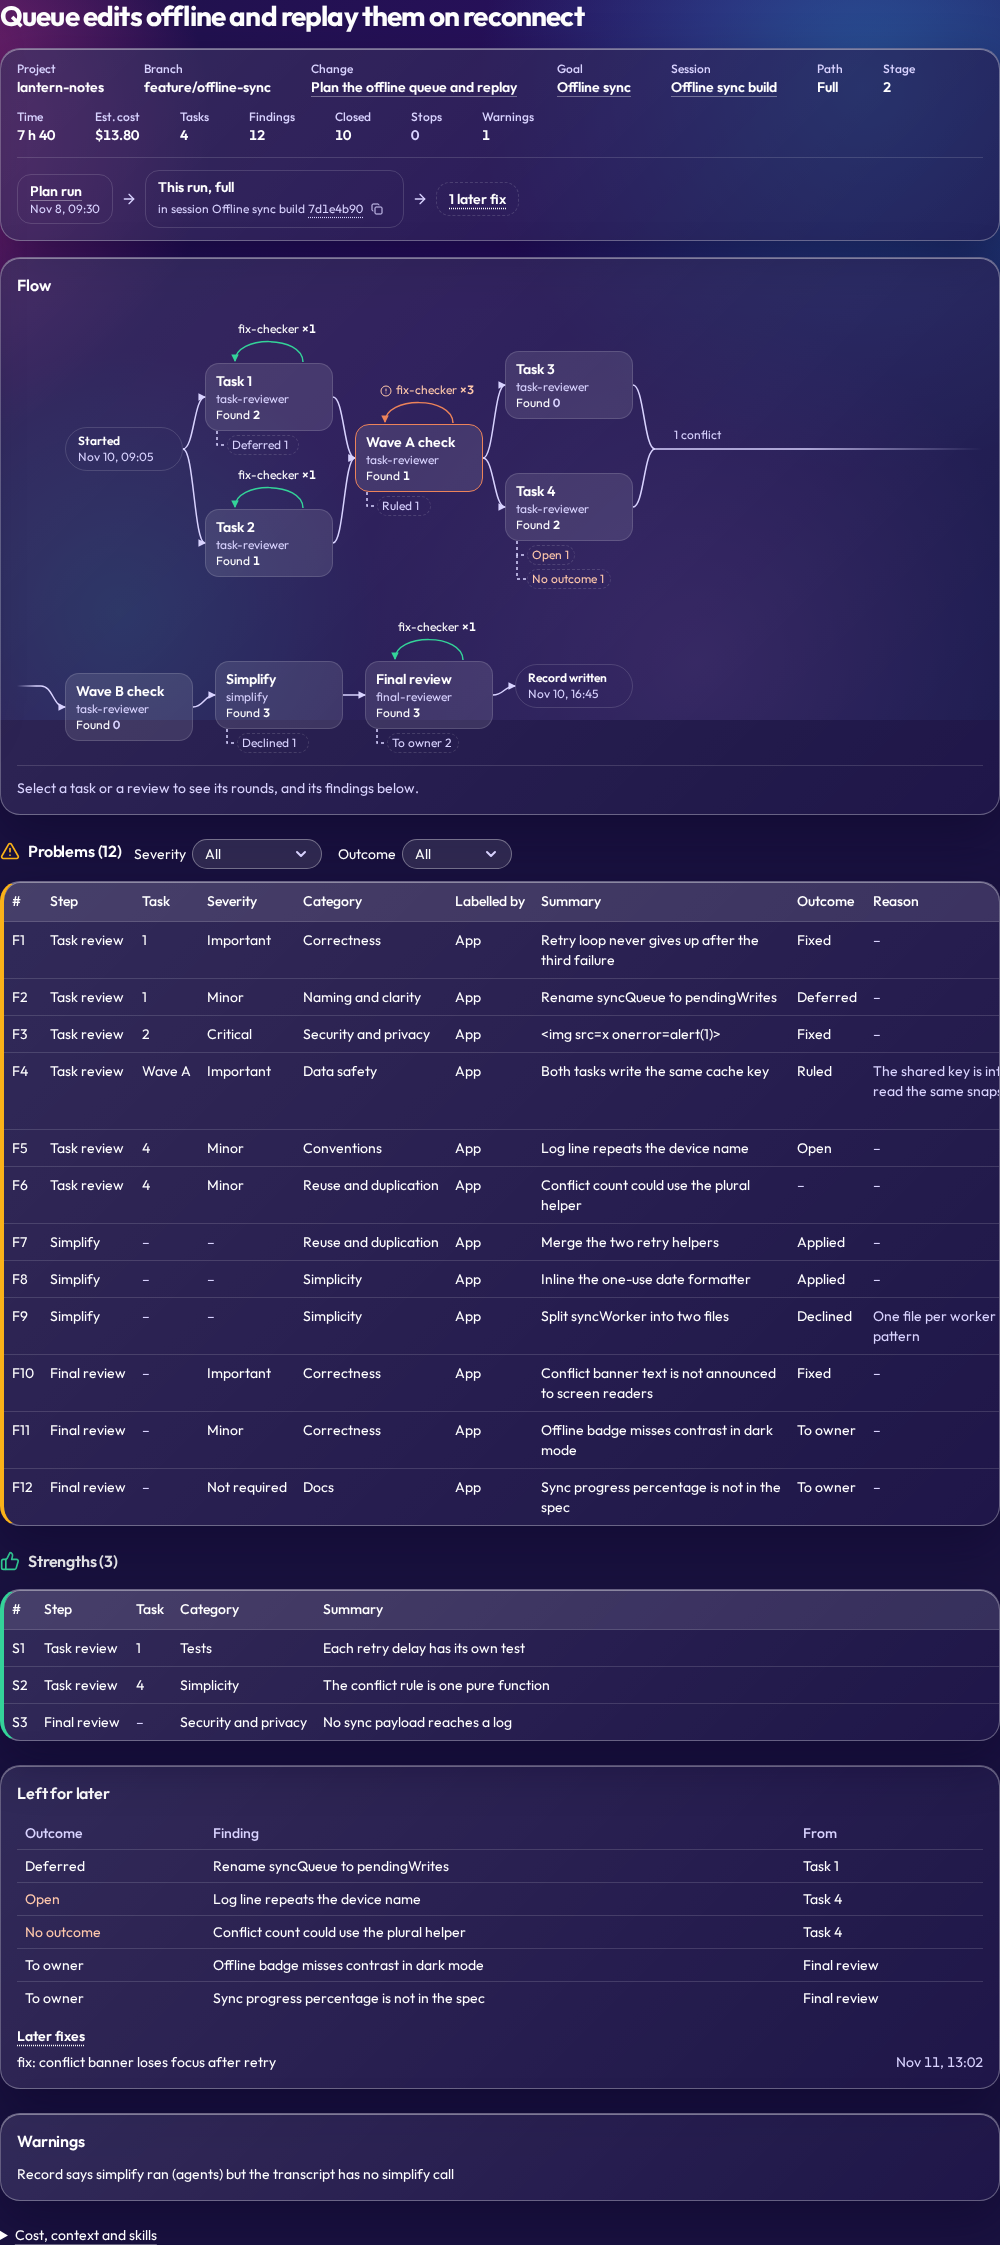 Queue edits offline and replay them on reconnect
Project Branch Change Goal Session Path Stage
lantern-notes feature/offline-sync Plan the offline queue and replay Offline sync Offline sync build Full 2
Time Est. cost Tasks Findings Closed Stops Warnings
7 h 40 $13.80 4 12 10 0 1
Plan run
Nov 8, 09:30
This run, full
in session Offline sync build 7d1e4b90
1 later fix
Flow
fix-checker ×1
Task 1
task-reviewer
Found 2
Deferred 1
Started
Nov 10, 09:05
fix-checker ×1
Task 2
task-reviewer
Found 1
fix-checker ×3
Wave A check
task-reviewer
Found 1
Ruled 1
Task 3
task-reviewer
Found 0
1 conflict
Task 4
task-reviewer
Found 2
Open 1
No outcome 1
Wave B check
task-reviewer
Found 0
Simplify
simplify
Found 3
Declined 1
fix-checker ×1
Final review
final-reviewer
Found 3
To owner 2
Record written
Nov 10, 16:45
Select a task or a review to see its rounds, and its findings below.
Problems (12) Severity All Outcome All
# Step Task Severity Category Labelled by Summary Outcome Reason
F1 Task review 1 Important Correctness App Retry loop never gives up after the Fixed –
third failure
F2 Task review 1 Minor Naming and clarity App Rename syncQueue to pendingWrites Deferred –
F3 Task review 2 Critical Security and privacy App <img src=x onerror=alert(1)> Fixed –
F4 Task review Wave A Important Data safety App Both tasks write the same cache key Ruled The shared key is
read the same
F5 Task review 4 Minor Conventions App Log line repeats the device name Open –
F6 Task review 4 Minor Reuse and duplication App Conflict count could use the plural – –
helper
F7 Simplify – – Reuse and duplication App Merge the two retry helpers Applied –
F8 Simplify – – Simplicity App Inline the one-use date formatter Applied –
F9 Simplify – – Simplicity App Split syncWorker into two files Declined One file per worker
pattern
F10 Final review – Important Correctness App Conflict banner text is not announced Fixed –
to screen readers
F11 Final review – Minor Correctness App Offline badge misses contrast in dark To owner –
mode
F12 Final review – Not required Docs App Sync progress percentage is not in the To owner –
spec
Strengths (3)
# Step Task Category Summary
S1 Task review 1 Tests Each retry delay has its own test
S2 Task review 4 Simplicity The conflict rule is one pure function
S3 Final review – Security and privacy No sync payload reaches a log
Left for later
Outcome Finding From
Deferred Rename syncQueue to pendingWrites Task 1
Open Log line repeats the device name Task 4
No outcome Conflict count could use the plural helper Task 4
To owner Offline badge misses contrast in dark mode Final review
To owner Sync progress percentage is not in the spec Final review
Later fixes
fix: conflict banner loses focus after retry Nov 11, 13:02
Warnings
Record says simplify ran (agents) but the transcript has no simplify call
Cost, context and skills